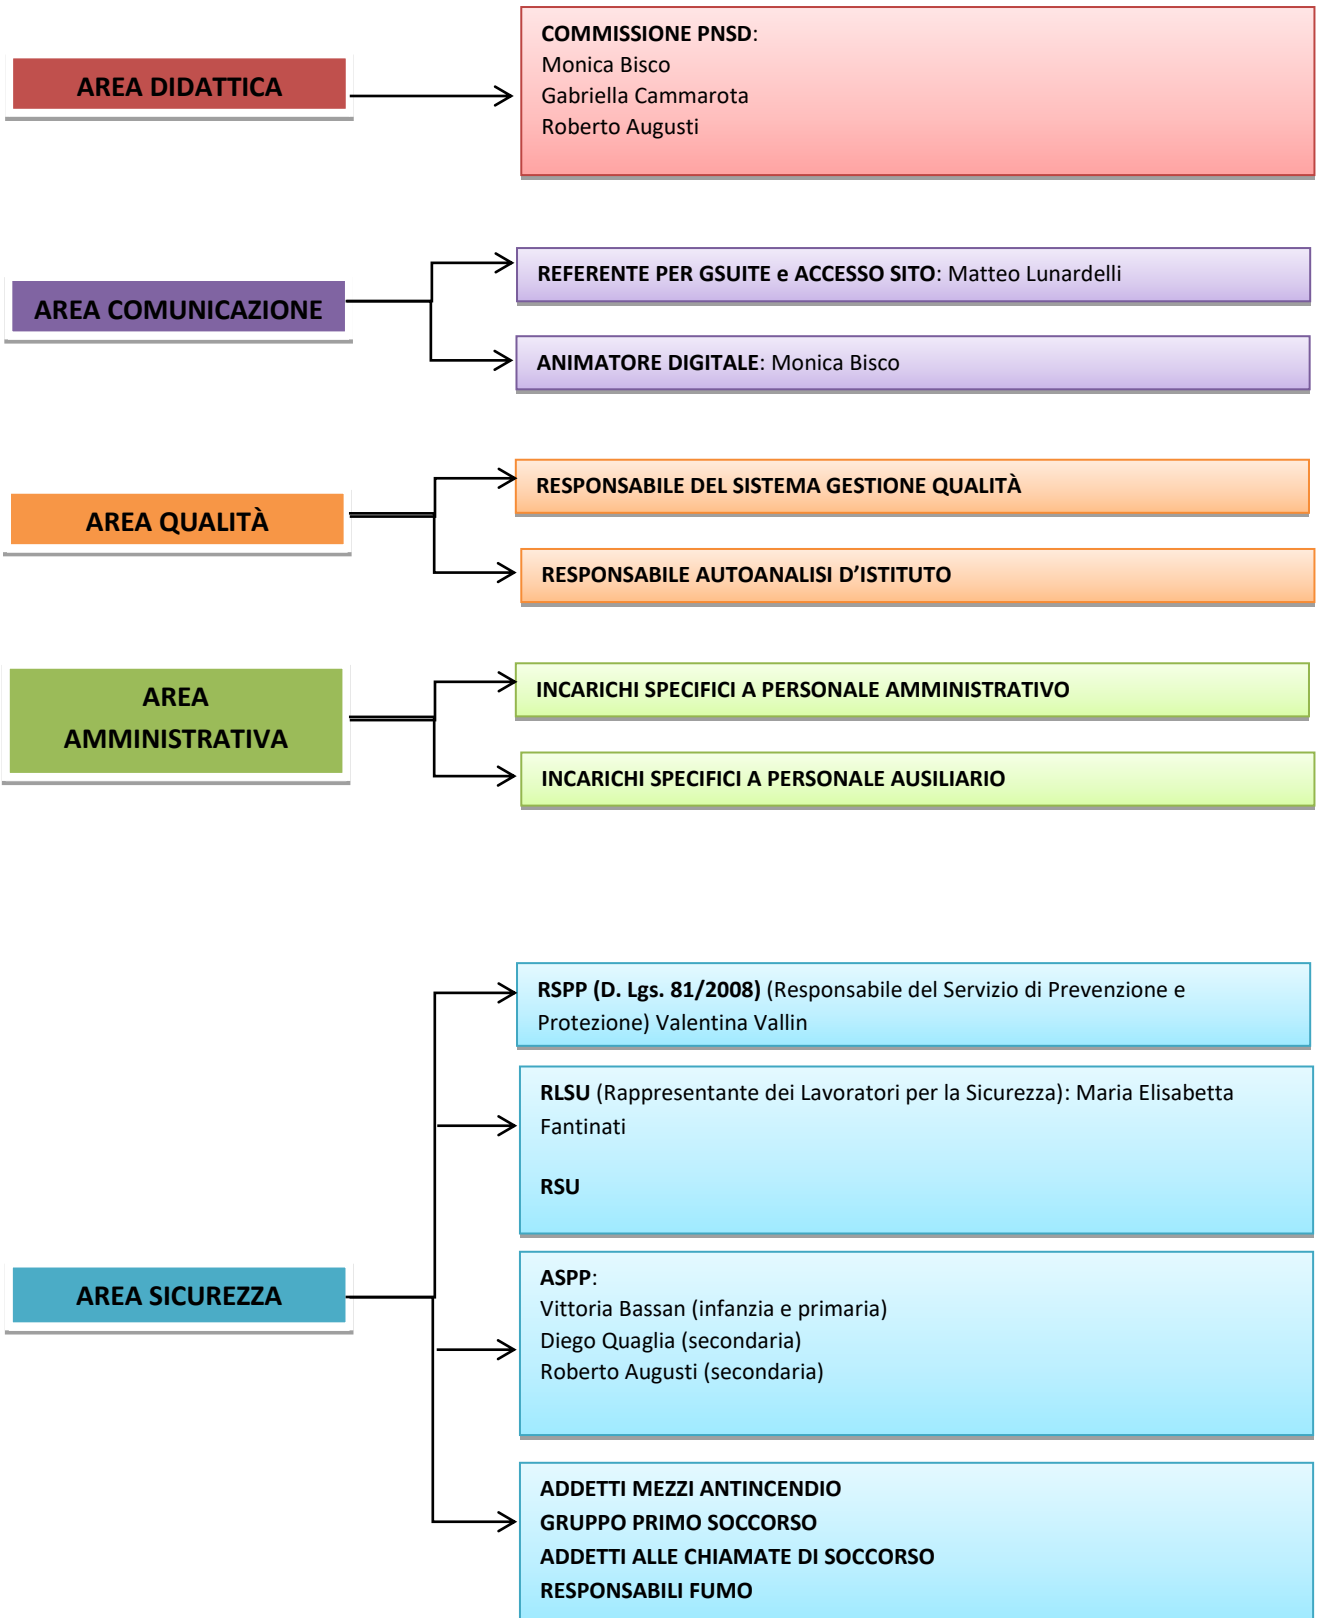 AREA DIDATTICA
COMMISSIONE PNSD:
Monica Bisco
Gabriella Cammarota
Roberto Augusti
AREA COMUNICAZIONE
REFERENTE PER GSUITE e ACCESSO SITO: Matteo Lunardelli
ANIMATORE DIGITALE: Monica Bisco
AREA QUALITÀ
RESPONSABILE DEL SISTEMA GESTIONE QUALITÀ
RESPONSABILE AUTOANALISI D’ISTITUTO
AREA
AMMINISTRATIVA
INCARICHI SPECIFICI A PERSONALE AMMINISTRATIVO
INCARICHI SPECIFICI A PERSONALE AUSILIARIO
AREA SICUREZZA
RSPP (D. Lgs. 81/2008) (Responsabile del Servizio di Prevenzione e
Protezione) Valentina Vallin
RLSU (Rappresentante dei Lavoratori per la Sicurezza): Maria Elisabetta
Fantinati
RSU
ASPP:
Vittoria Bassan (infanzia e primaria)
Diego Quaglia (secondaria)
Roberto Augusti (secondaria)
ADDETTI MEZZI ANTINCENDIO
GRUPPO PRIMO SOCCORSO
ADDETTI ALLE CHIAMATE DI SOCCORSO
RESPONSABILI FUMO